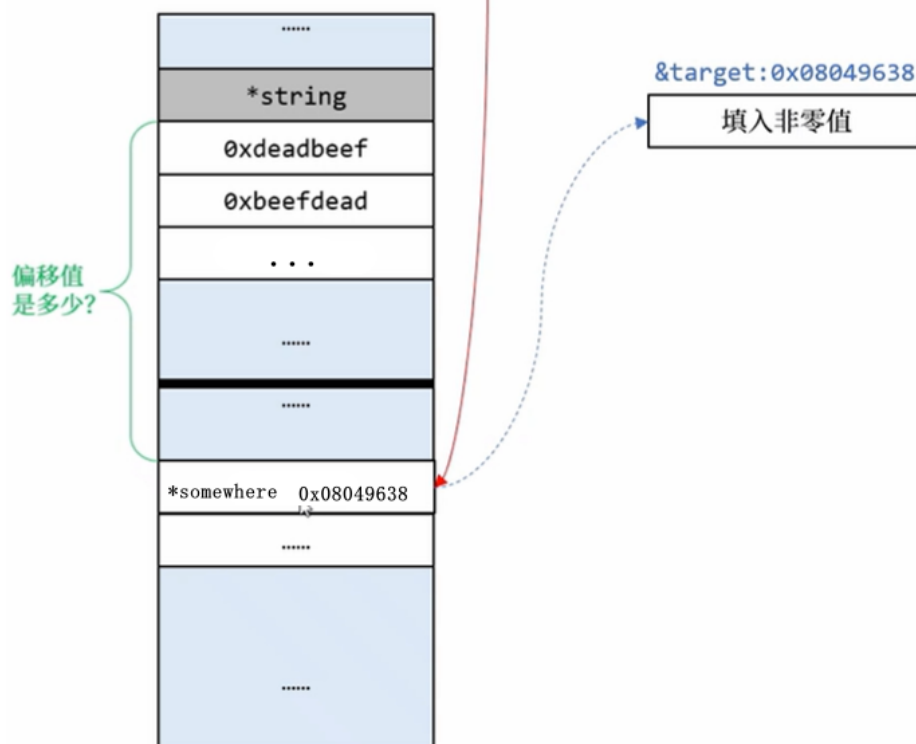 ......
*string
&target:0x08049638
填入非零值
0xdeadbeef
0xbeefdead
...
偏移值
是多少?
......
......
*somewhere 0x08049638
......
......